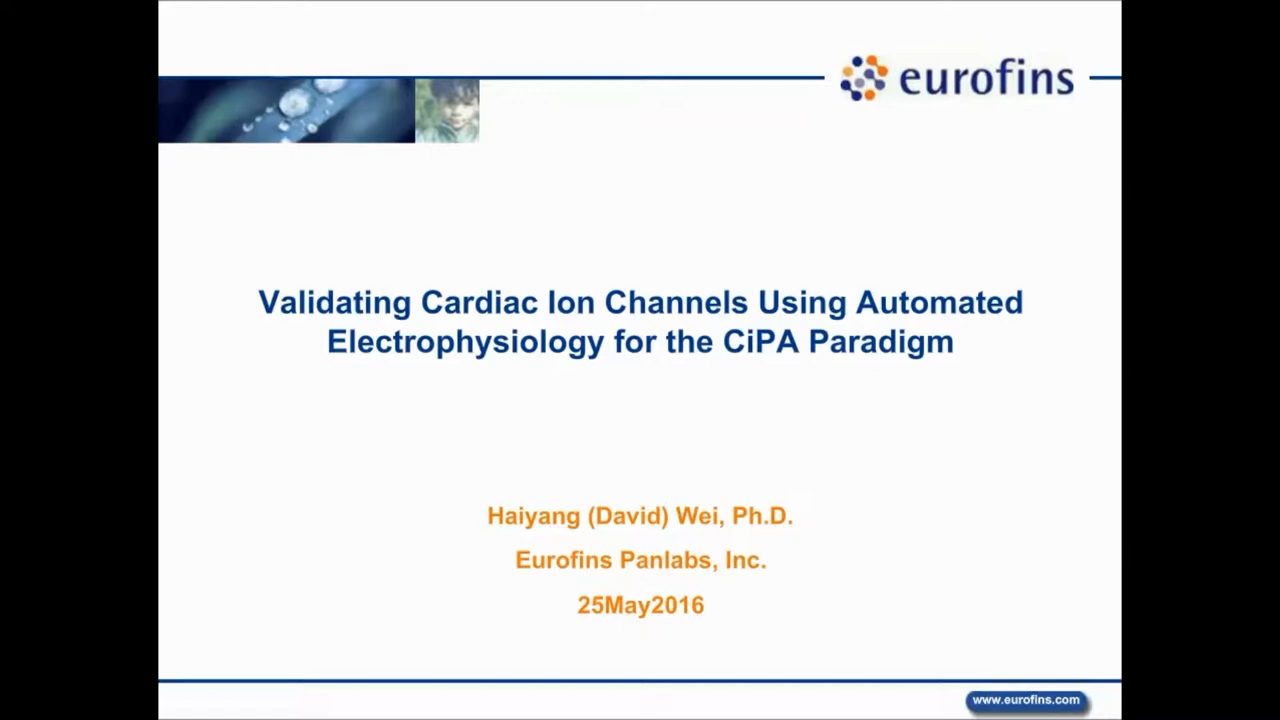 eurofins
Validating Cardiac Ion Channels Using Automated
Electrophysiology for the CiPA Paradigm
Haiyang (David) Wei, Ph.D.
Eurofins Panlabs, Inc.
25May2016
www.eurofins.com